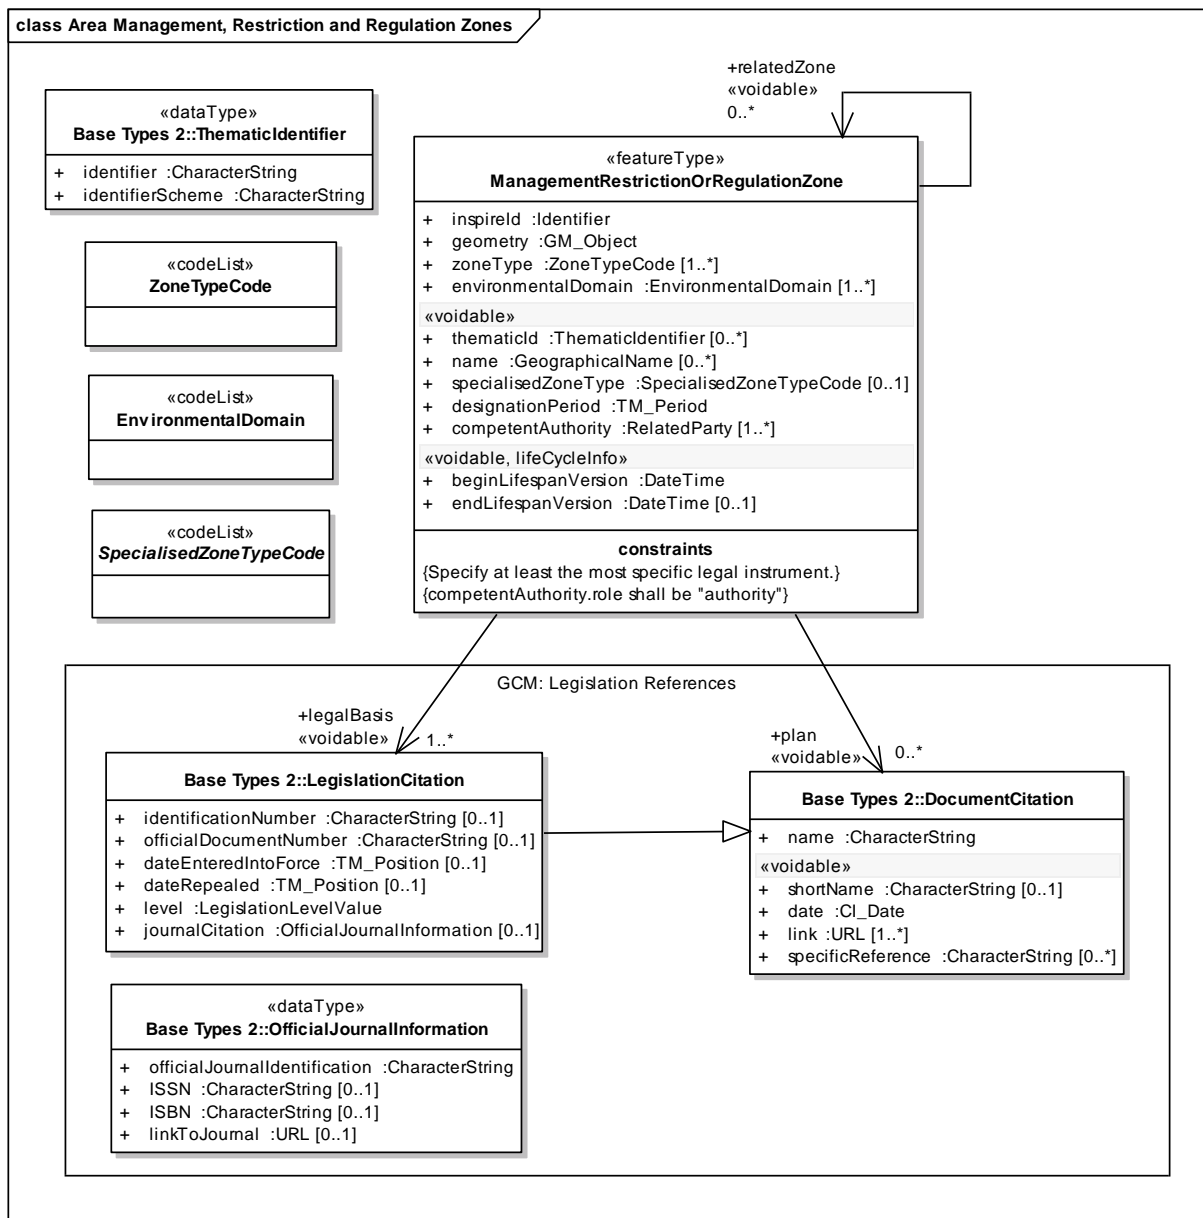 class Area Management, Restriction and Regulation Zones
+relatedZone
«voidable»
0..*
«dataType»
Base Types 2::ThematicIdentifier
+ identifier :CharacterString
+ identifierScheme :CharacterString
«codeList»
ZoneTypeCode
«codeList»
EnvironmentalDomain
«codeList»
SpecialisedZoneTypeCode
«featureType»
ManagementRestrictionOrRegulationZone
+ inspireId :Identifier
+ geometry :GM_Object
+ zoneType :ZoneTypeCode [1..*]
+ environmentalDomain :EnvironmentalDomain [1..*]
«voidable»
+ thematicId :ThematicIdentifier [0..*]
+ name :GeographicalName [0..*]
+ specialisedZoneType :SpecialisedZoneTypeCode [0..1]
+ designationPeriod :TM_Period
+ competentAuthority :RelatedParty [1..*]
«voidable, lifeCycleInfo»
+ beginLifespanVersion :DateTime
+ endLifespanVersion :DateTime [0..1]
constraints
{Specify at least the most specific legal instrument.}
{competentAuthority.role shall be "authority"}
GCM: Legislation References
+legalBasis
«voidable» 1..*
+plan
«voidable» 0..*
Base Types 2::LegislationCitation
+ identificationNumber :CharacterString [0..1]
+ officialDocumentNumber :CharacterString [0..1]
+ dateEnteredIntoForce :TM_Position [0..1]
+ dateRepealed :TM_Position [0..1]
+ level :LegislationLevelValue
+ journalCitation :OfficialJournalInformation [0..1]
Base Types 2::DocumentCitation
+ name :CharacterString
«voidable»
+ shortName :CharacterString [0..1]
+ date :CI_Date
+ link :URL [1..*]
+ specificReference :CharacterString [0..*]
«dataType»
Base Types 2::OfficialJournalInformation
+ officialJournalIdentification :CharacterString
+ ISSN :CharacterString [0..1]
+ ISBN :CharacterString [0..1]
+ linkToJournal :URL [0..1]